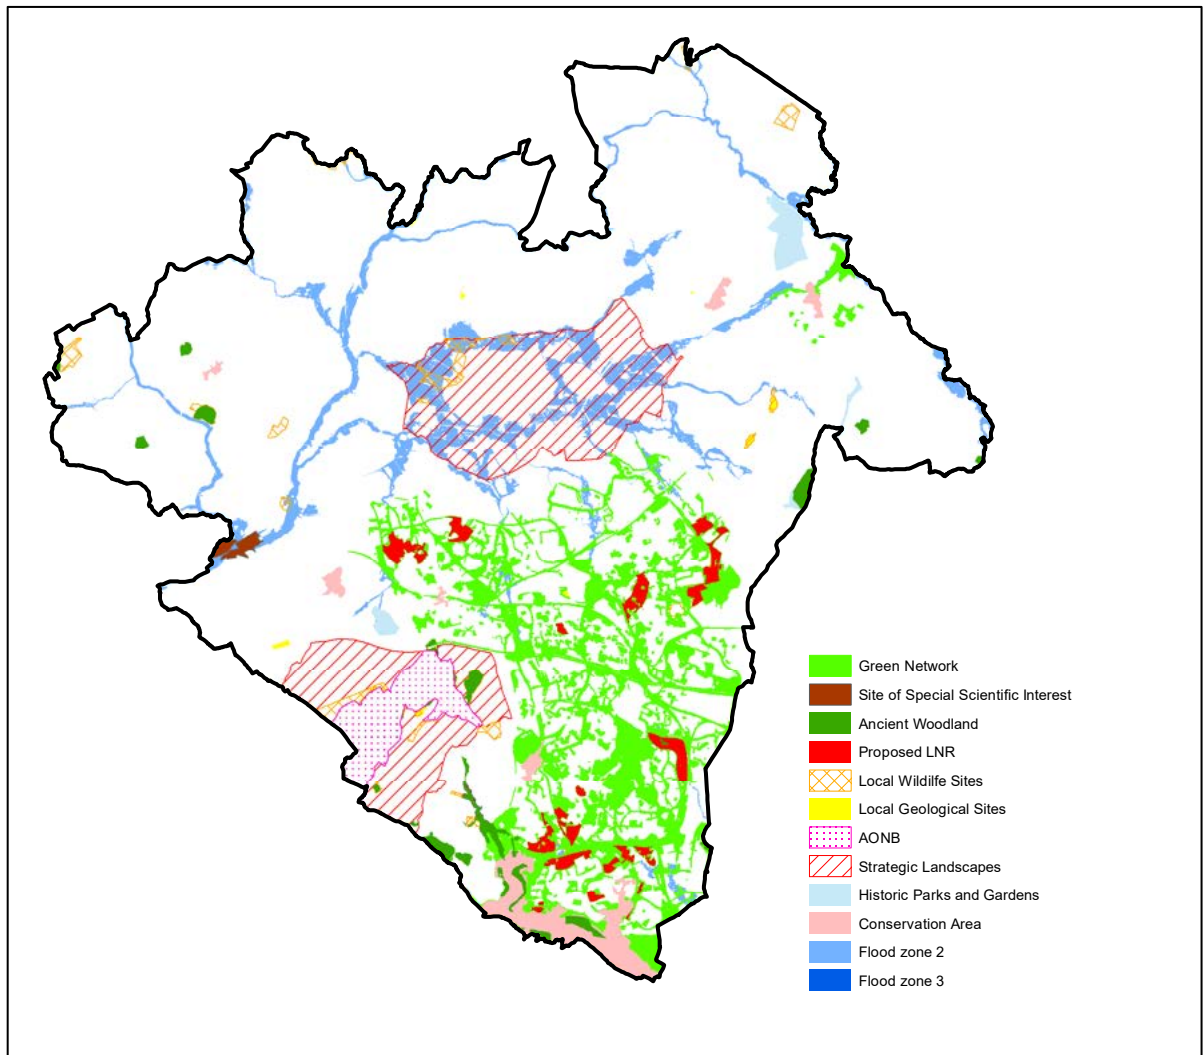 Green Network
Site of Special Scientific Interest
Ancient Woodland
Proposed LNR
Local Wildilfe Sites
Local Geological Sites
AONB
Strategic Landscapes
Historic Parks and Gardens
Conservation Area
Flood zone 2
Flood zone 3